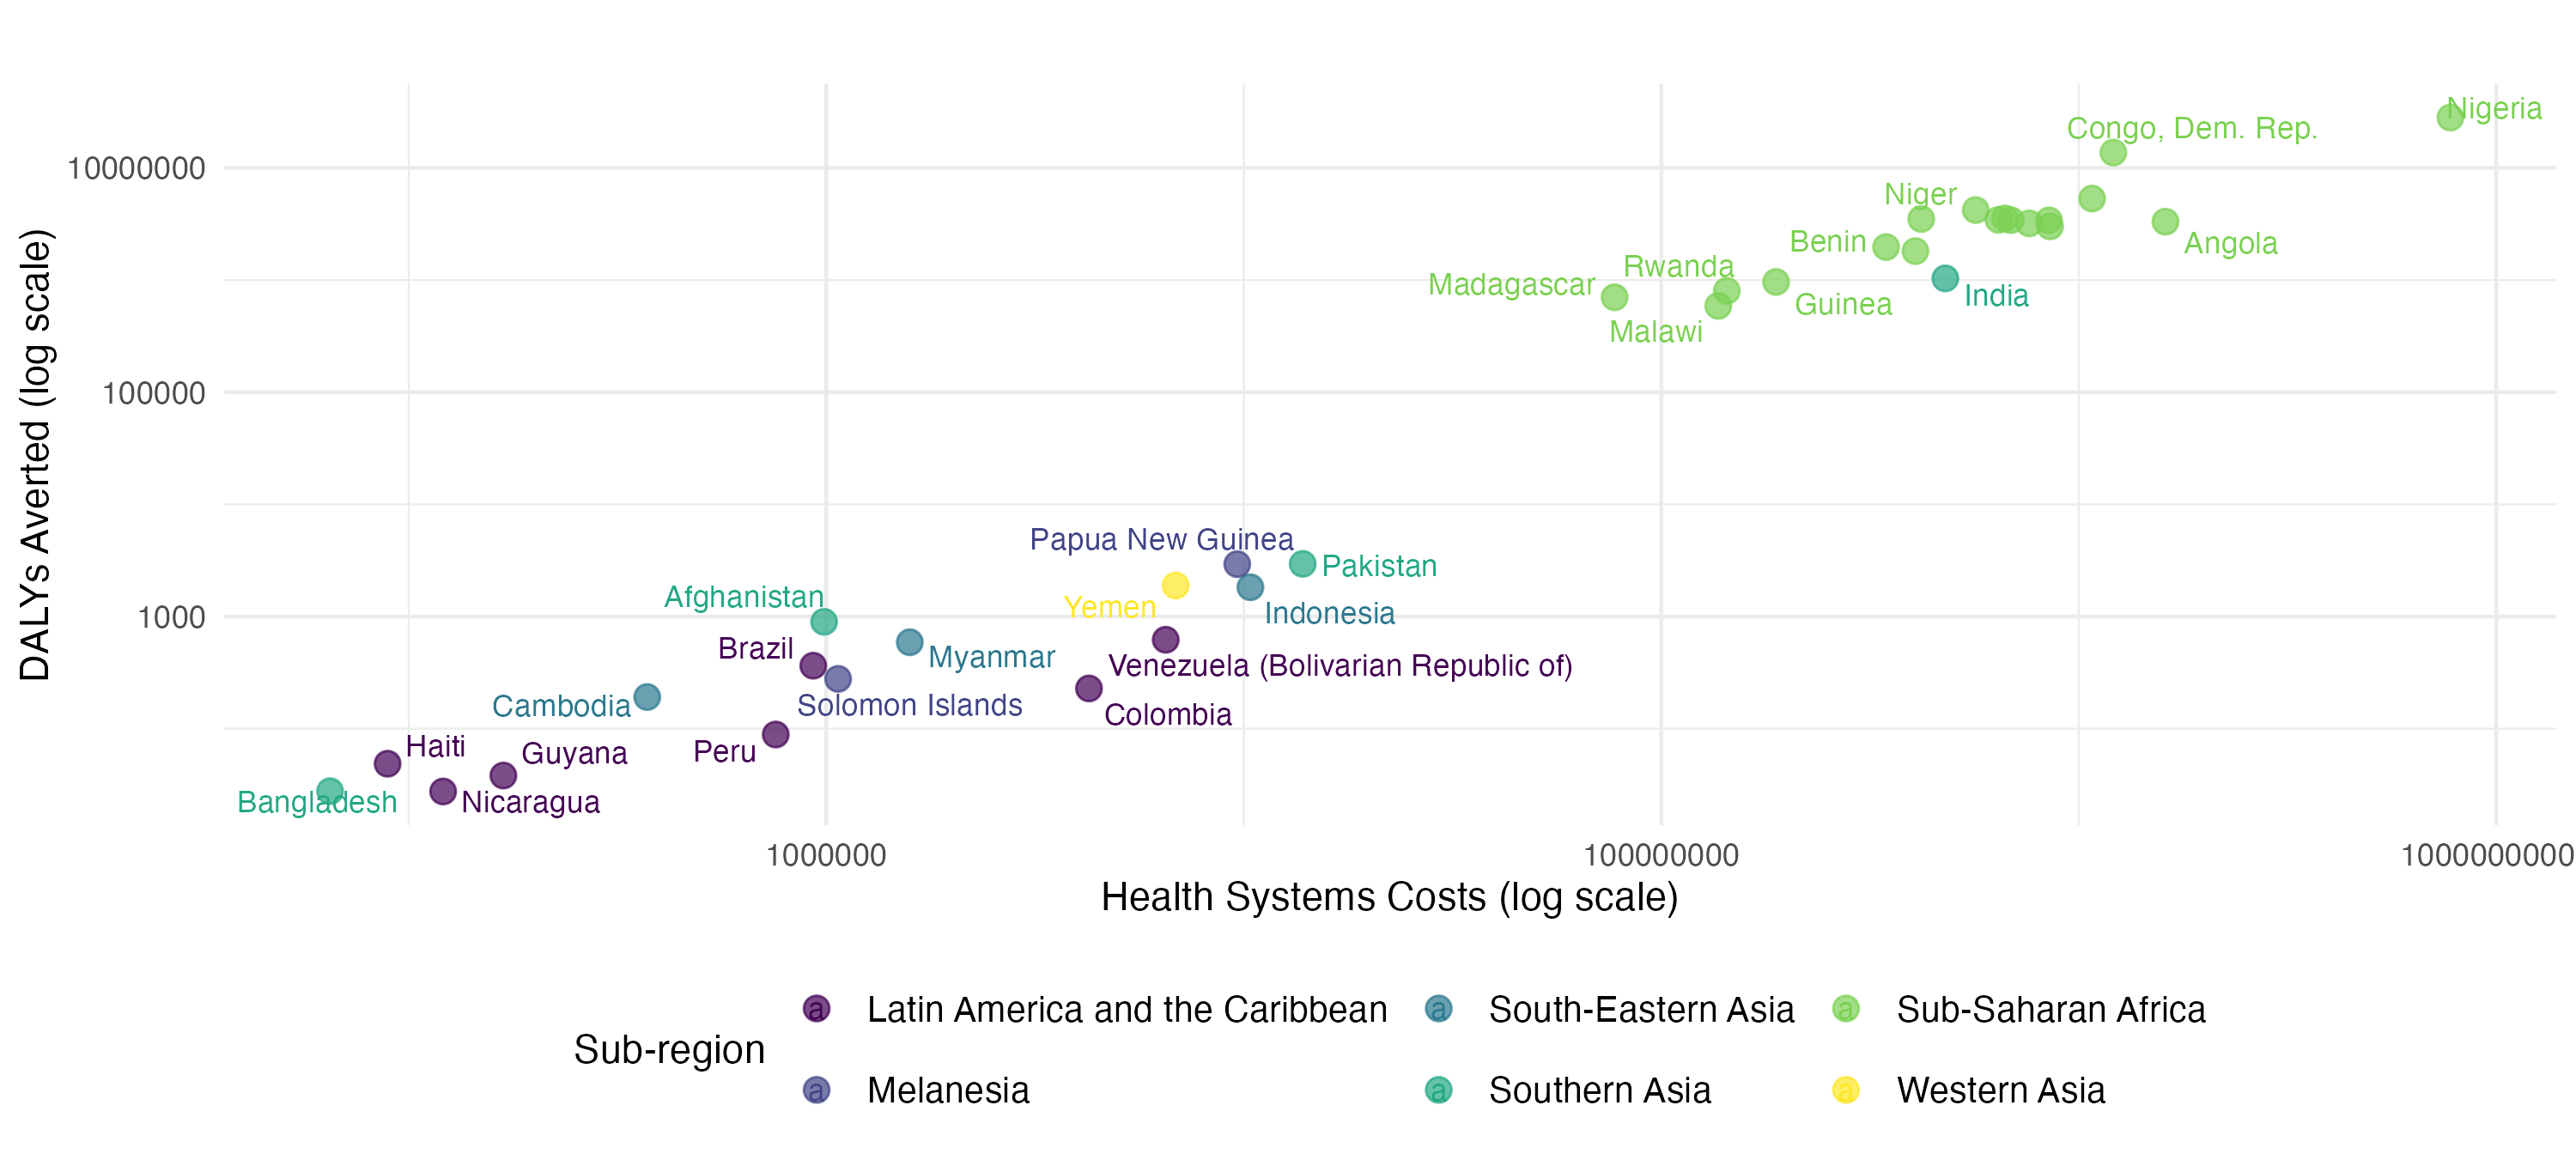 Nigeria
Congo, Dem. Rep.
10000000
Niger
Benin
Angola
Rwanda
Madagascar
India
Guinea
Malawi
100000
Papua New Guinea
Pakistan
Afghanistan
Yemen
Indonesia
1000
Brazil
Myanmar
Venezuela (Bolivarian Republic of)
Cambodia
Solomon Islands
Colombia
Haiti
Guyana
Peru
Bangladesh
Nicaragua
DALYs Averted (log scale)
1000000
100000000
1000000000
Health Systems Costs (log scale)
Sub-region
a Latin America and the Caribbean
a South-Eastern Asia
a Sub-Saharan Africa
a Melanesia
a Southern Asia
a Western Asia